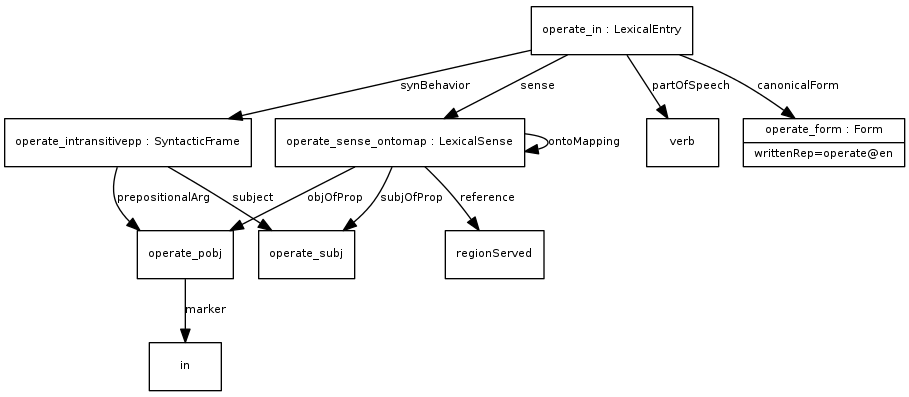 operate_in : LexicalEntry
synBehavior
sense
partOfSpeech
canonicalForm
operate_intransitivepp : SyntacticFrame
operate_sense_ontomap : LexicalSense
ontoMapping
verb
operate_form : Form
writtenRep=operate@en
prepositionalArg
subject
objOfProp
subjOfProp
reference
operate_pobj
operate_subj
regionServed
marker
in